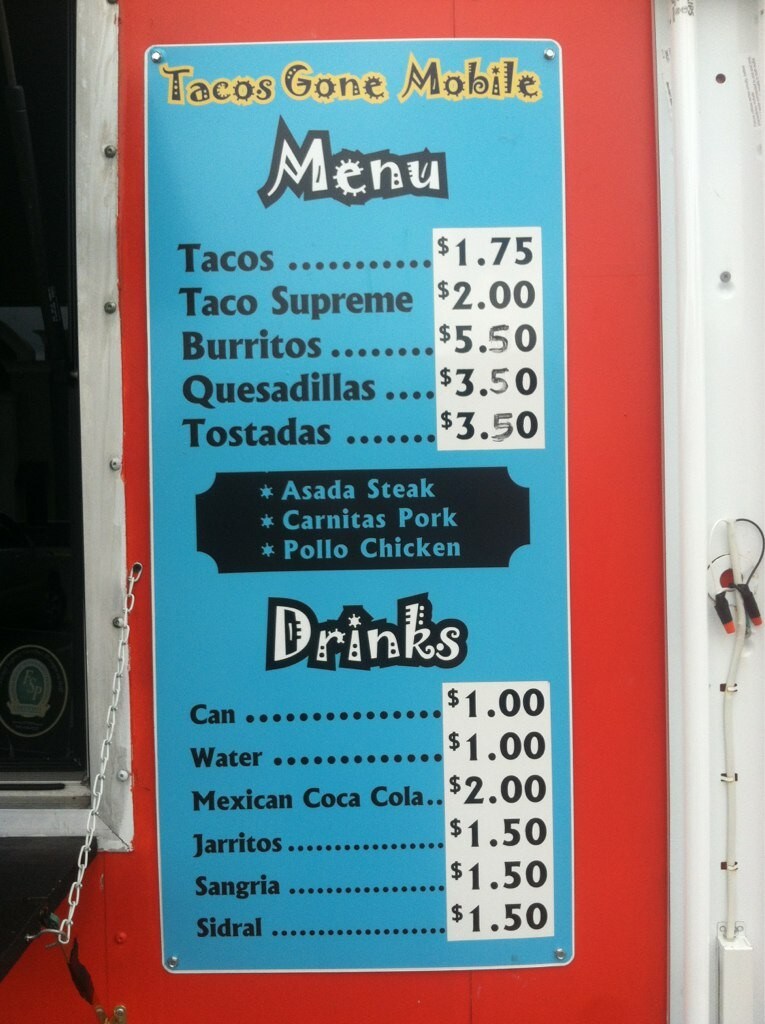 Tacos Gone Mobile
Menu
Tacos ........... $1.75
Taco Supreme $2.00
Burritos ........ $5.50
Quesadillas .... $3.50
Tostadas ....... $3.50
* Asada Steak
* Carnitas Pork
* Pollo Chicken
Drinks
Can ................ $1.00
Water .............. $1.00
Mexican Coca Cola.. $2.00
Jarritos ................. $1.50
Sangria ................. $1.50
Sidral ................... $1.50